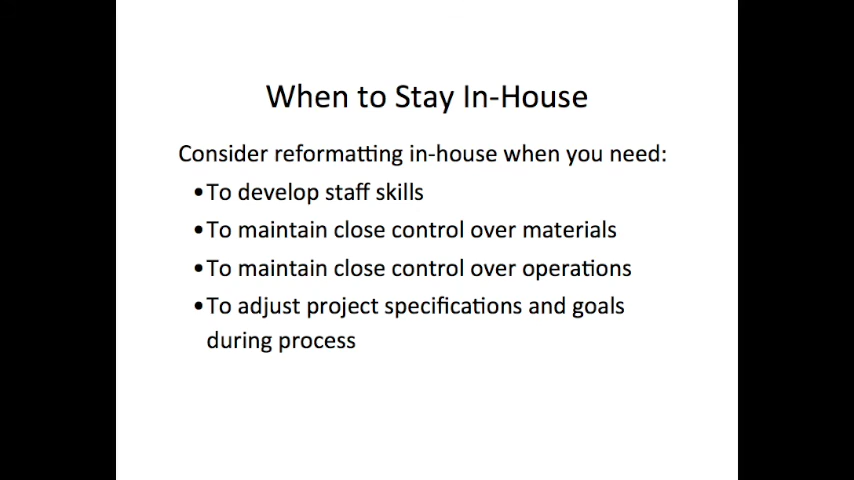 When to Stay In-House
Consider reformatting in-house when you need:
•To develop staff skills
•To maintain close control over materials
•To maintain close control over operations
•To adjust project specifications and goals
during process